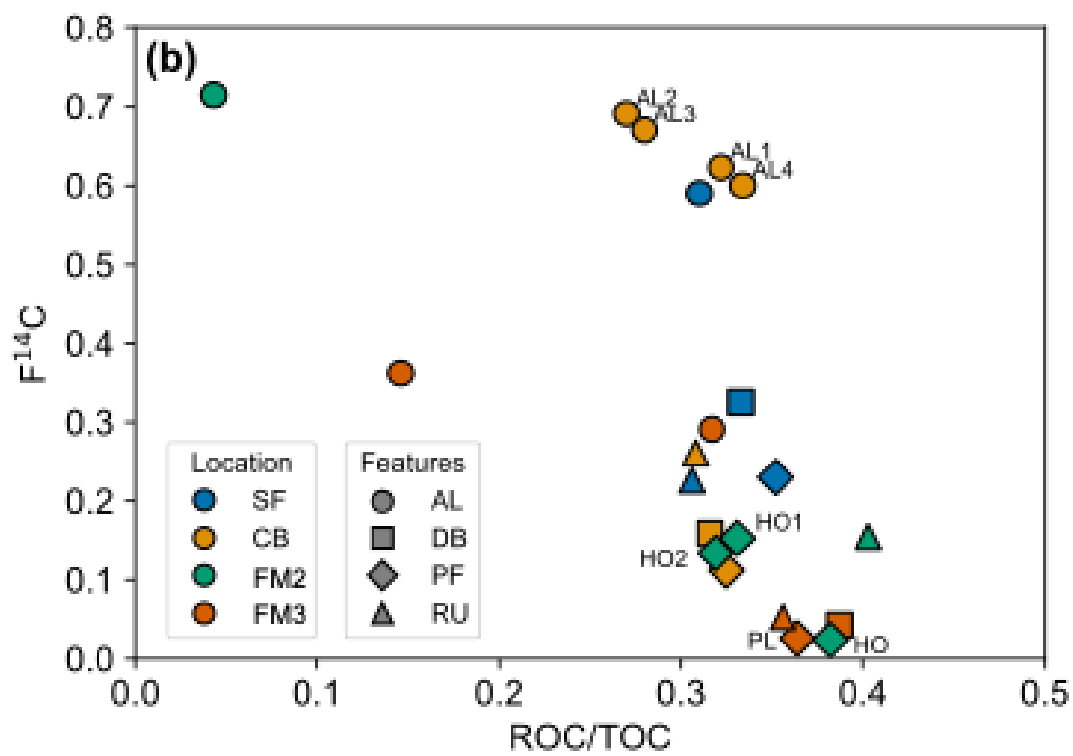 (b)
0.8
0.7
0.6
0.5
0.4
0.3
0.2
0.1
0.0
F¹⁴C
AL2
AL3
AL1
AL4
HO1
HO2
PL
HO
Location
SF
CB
FM2
FM3
Features
AL
DB
PF
RU
0.0 0.1 0.2 0.3 0.4 0.5
ROC/TOC